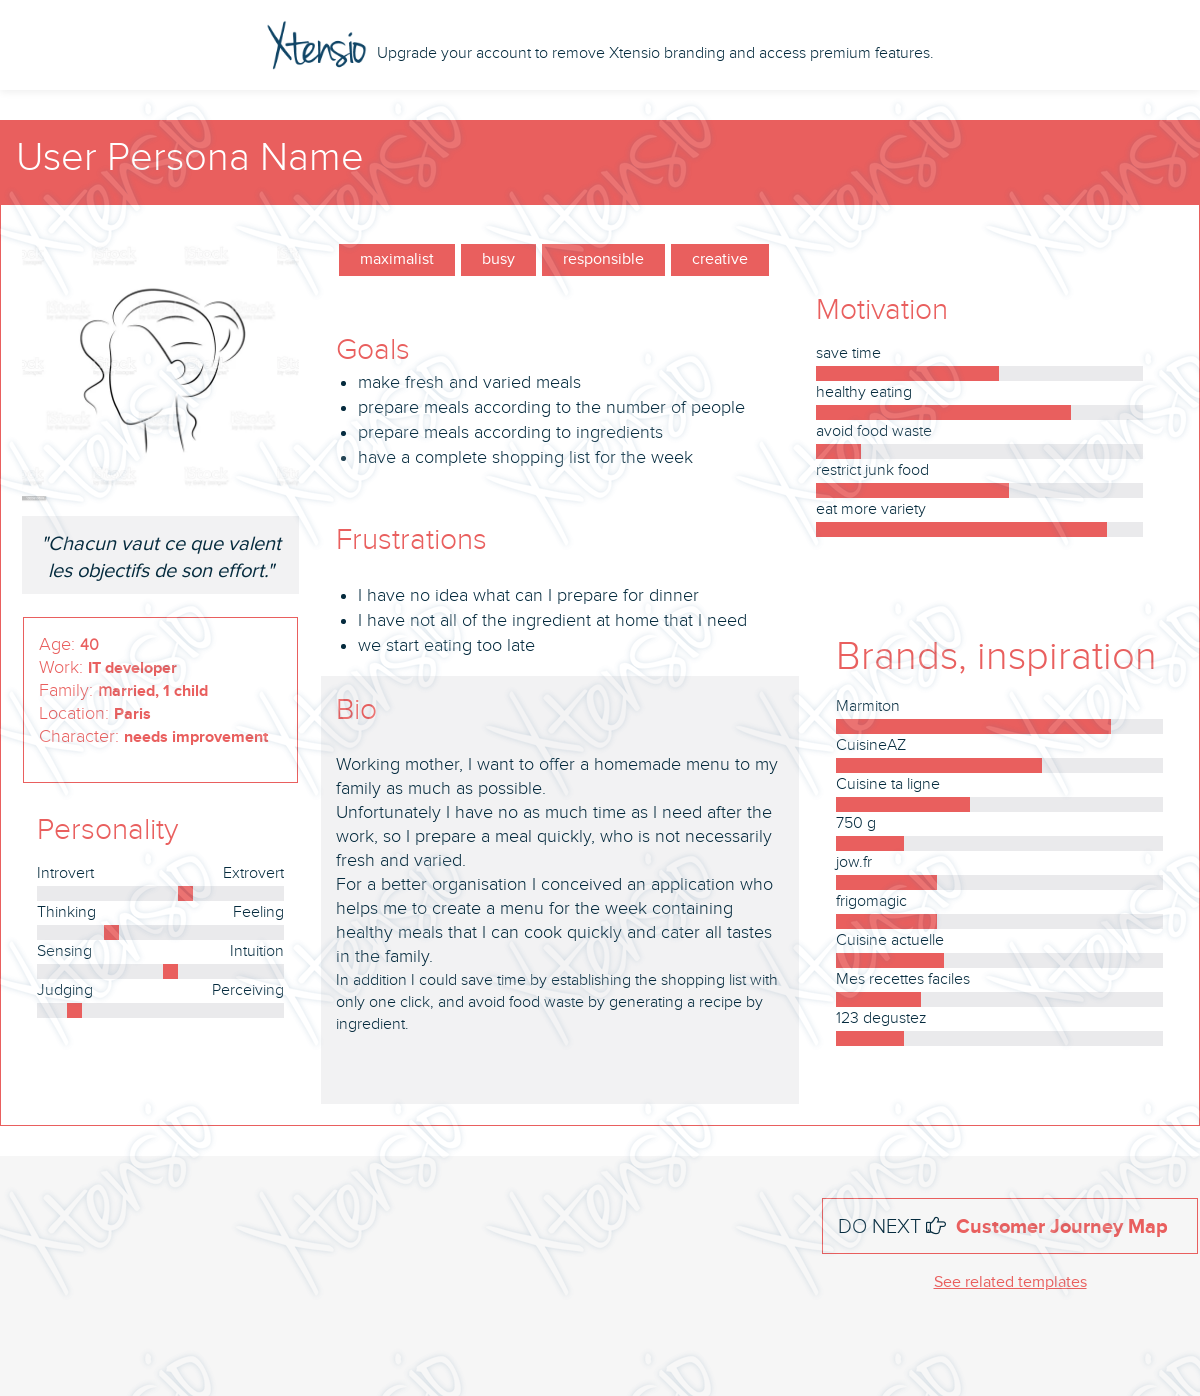 Xtensio Upgrade your account to remove Xtensio branding and access premium features.
User Persona Name
maximalist busy responsible creative
Goals
make fresh and varied meals
prepare meals according to the number of people
prepare meals according to ingredients
have a complete shopping list for the week
Frustrations
I have no idea what can I prepare for dinner
I have not all of the ingredient at home that I need
we start eating too late
"Chacun vaut ce que valent
les objectifs de son effort."
Age: 40
Work: IT developer
Family: married, 1 child
Location: Paris
Character: needs improvement
Personality
Introvert Extrovert
Thinking Feeling
Sensing Intuition
Judging Perceiving
Bio
Working mother, I want to offer a homemade menu to my
family as much as possible.
Unfortunately I have no as much time as I need after the
work, so I prepare a meal quickly, who is not necessarily
fresh and varied.
For a better organisation I conceived an application who
helps me to create a menu for the week containing
healthy meals that I can cook quickly and cater all tastes
in the family.
In addition I could save time by establishing the shopping list with
only one click, and avoid food waste by generating a recipe by
ingredient.
Motivation
save time
healthy eating
avoid food waste
restrict junk food
eat more variety
Brands, inspiration
Marmiton
CuisineAZ
Cuisine ta ligne
750 g
jow.fr
frigomagic
Cuisine actuelle
Mes recettes faciles
123 degustez
DO NEXT Customer Journey Map
See related templates